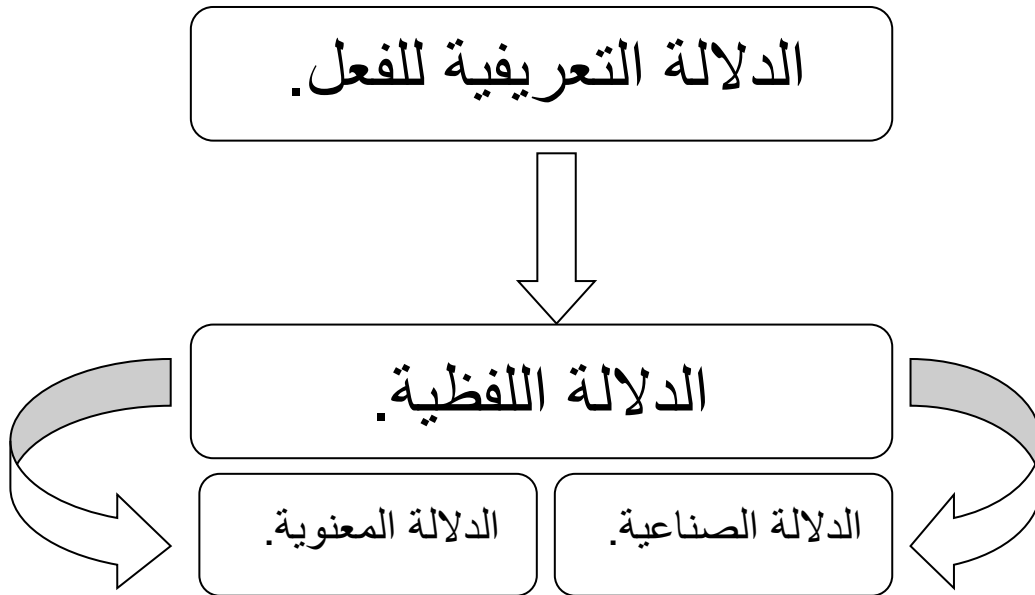 الدلالة التعريفية للفعل.
الدلالة اللفظية.
الدلالة الصناعية.
الدلالة المعنوية.